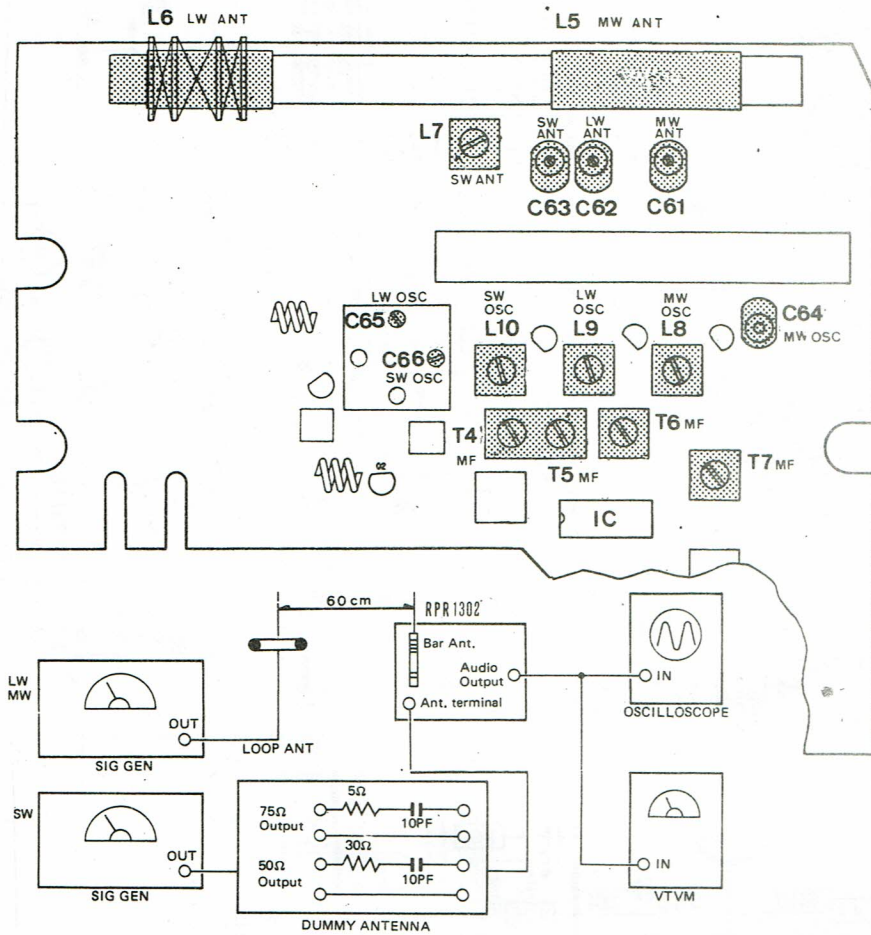 L6 LW ANT
L5 MW ANT
L7
SW ANT
SW ANT
C63
LW ANT
C62
MW ANT
C61
LW OSC
C65
C66
SW OSC
SW OSC
L10
LW OSC
L9
MW OSC
L8
C64
MW OSC
T4
MF
T5 MF
T6 MF
T7 MF
Q2
IC
60 cm
RPR1302
Bar Ant.
Audio Output
Ant. terminal
LW
MW
OUT
SIG GEN
LOOP ANT
IN
OSCILLOSCOPE
SW
OUT
SIG GEN
75Ω Output
5Ω
10PF
50Ω Output
30Ω
10PF
DUMMY ANTENNA
IN
VTVM